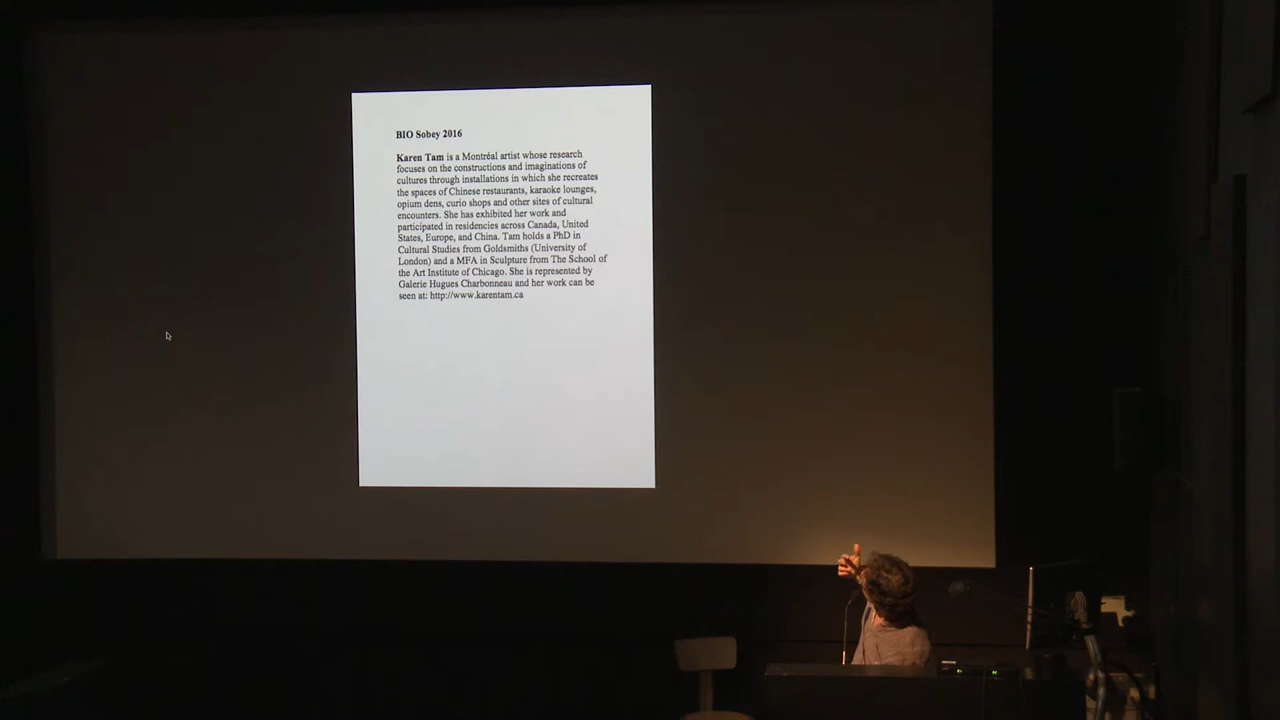 BIO Sobey 2016
Karen Tam is a Montréal artist whose research
focuses on the constructions and imaginations of
cultures through installations in which she recreates
the spaces of Chinese restaurants, karaoke lounges,
opium dens, curio shops and other sites of cultural
encounters. She has exhibited her work and
participated in residencies across Canada, United
States, Europe, and China. Tam holds a PhD in
Cultural Studies from Goldsmiths (University of
London) and a MFA in Sculpture from The School of
the Art Institute of Chicago. She is represented by
Galerie Hugues Charbonneau and her work can be
seen at: http://www.karentam.ca